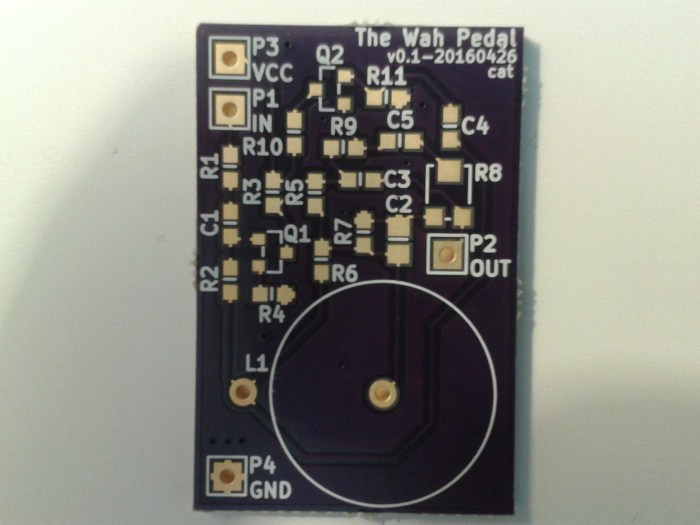 The Wah Pedal
v0.1-20160426
cat
P3
VCC
Q2
R11
P1
IN
C5
C4
R10
R9
R1
R3
R5
C3
R8
C1
Q1
R7
C2
P2
OUT
R2
R6
R4
L1
P4
GND